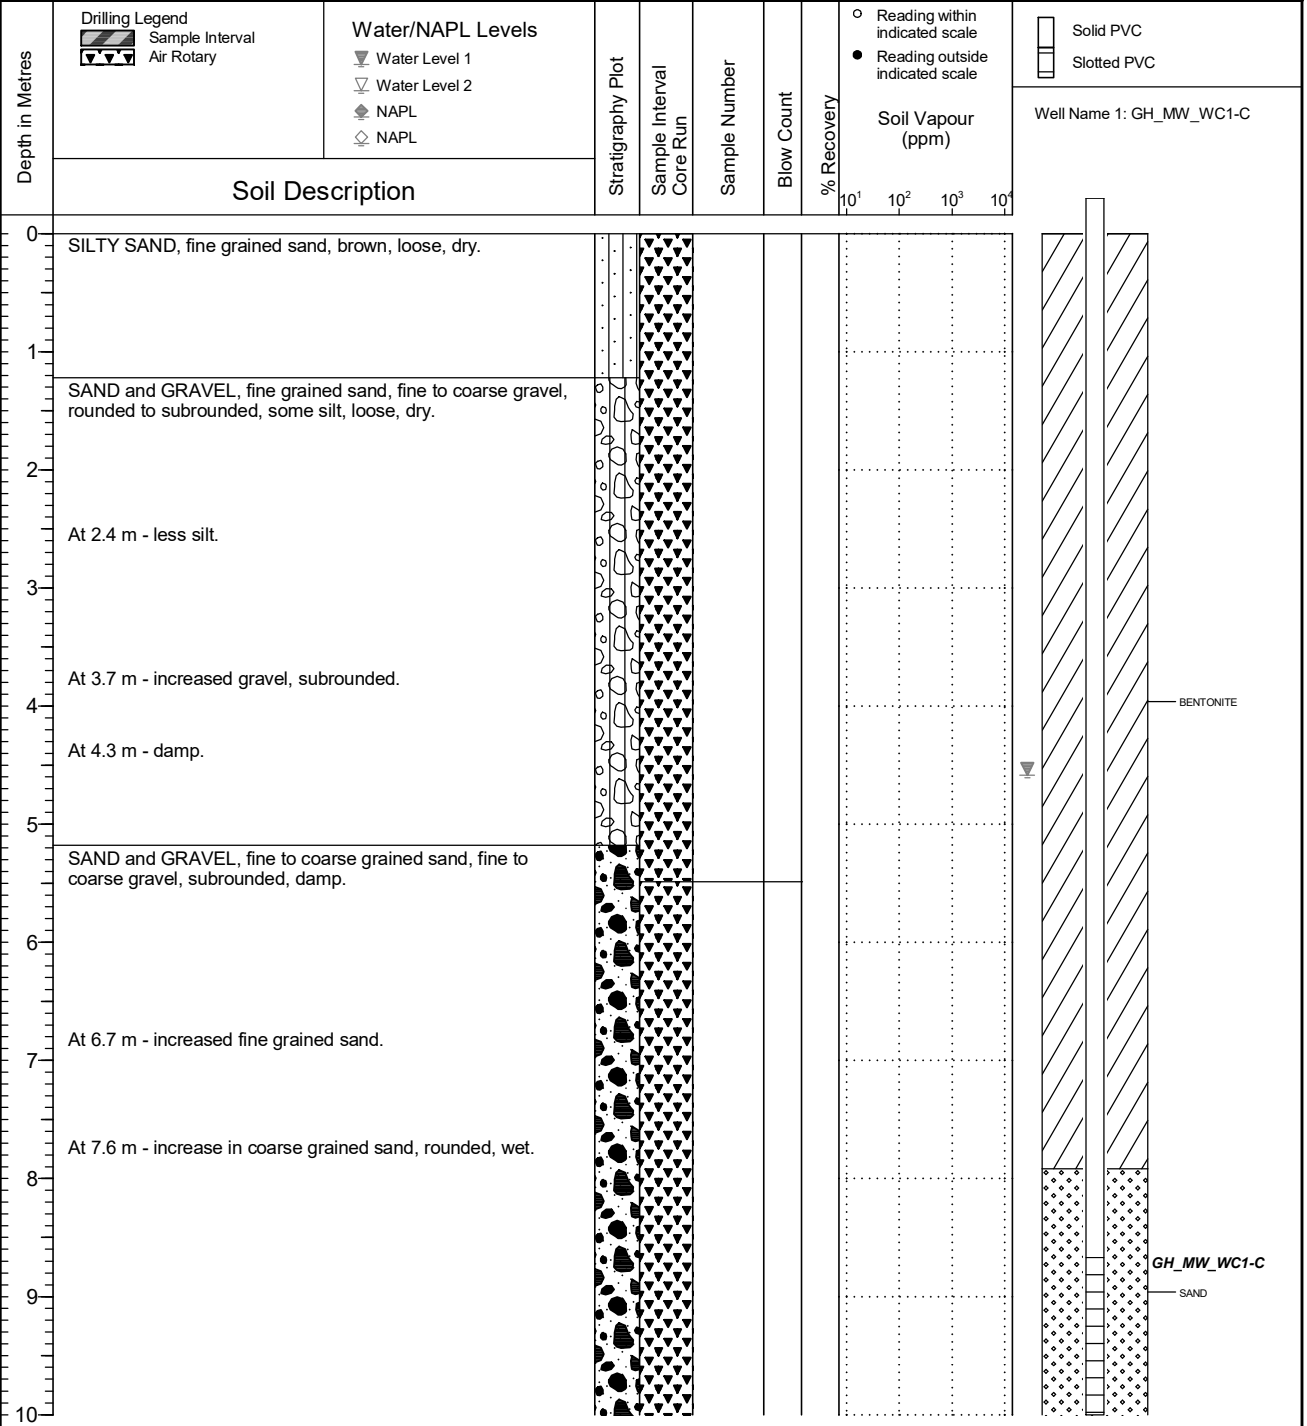 Drilling Legend
Sample Interval
Air Rotary
Water/NAPL Levels
Water Level 1
Water Level 2
NAPL
NAPL
Depth in Metres
Soil Description
Stratigraphy Plot
Sample Interval
Core Run
Sample Number
Blow Count
% Recovery
Reading within
indicated scale
Reading outside
indicated scale
Soil Vapour
(ppm)
10¹ 10² 10³ 10⁴
Solid PVC
Slotted PVC
Well Name 1: GH_MW_WC1-C
0
SILTY SAND, fine grained sand, brown, loose, dry.
1
SAND and GRAVEL, fine grained sand, fine to coarse gravel,
rounded to subrounded, some silt, loose, dry.
2
At 2.4 m - less silt.
3
At 3.7 m - increased gravel, subrounded.
4
BENTONITE
At 4.3 m - damp.
5
SAND and GRAVEL, fine to coarse grained sand, fine to
coarse gravel, subrounded, damp.
6
At 6.7 m - increased fine grained sand.
7
At 7.6 m - increase in coarse grained sand, rounded, wet.
8
GH_MW_WC1-C
9
SAND
10